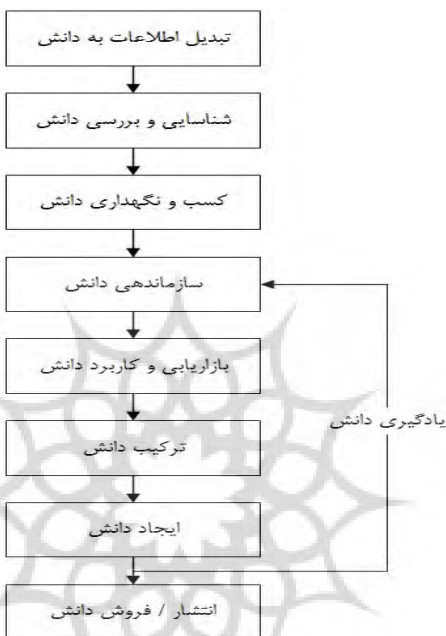 تبدیل اطلاعات به دانش
شناسایی و بررسی دانش
کسب و نگهداری دانش
سازماندهی دانش
بازاریابی و کاربرد دانش
یادگیری دانش
ترکیب دانش
ایجاد دانش
انتشار / فروش دانش